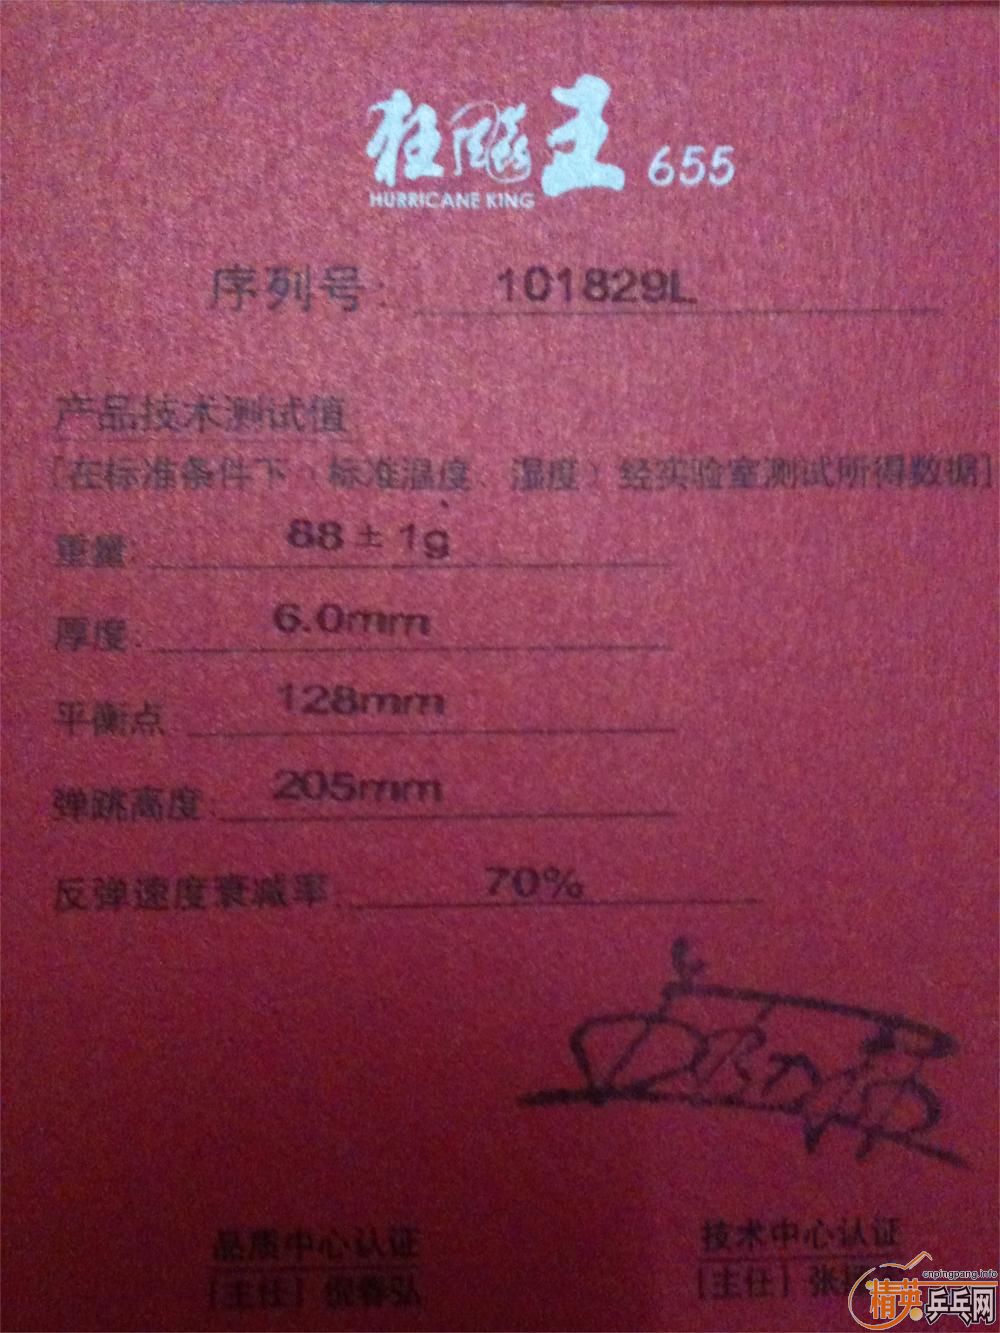 狂飚王 655
HURRICANE KING
序列号: 101829L
产品技术测试值
[在标准条件下（标准温度、湿度）经实验室测试所得数据]
重量: 88±1g
厚度: 6.0mm
平衡点 128mm
弹跳高度: 205mm
反弹速度衰减率: 70%
品质中心认证 技术中心认证
[主任] 倪春弘 [主任] 张
cnpingpang.info
精英乒乓网